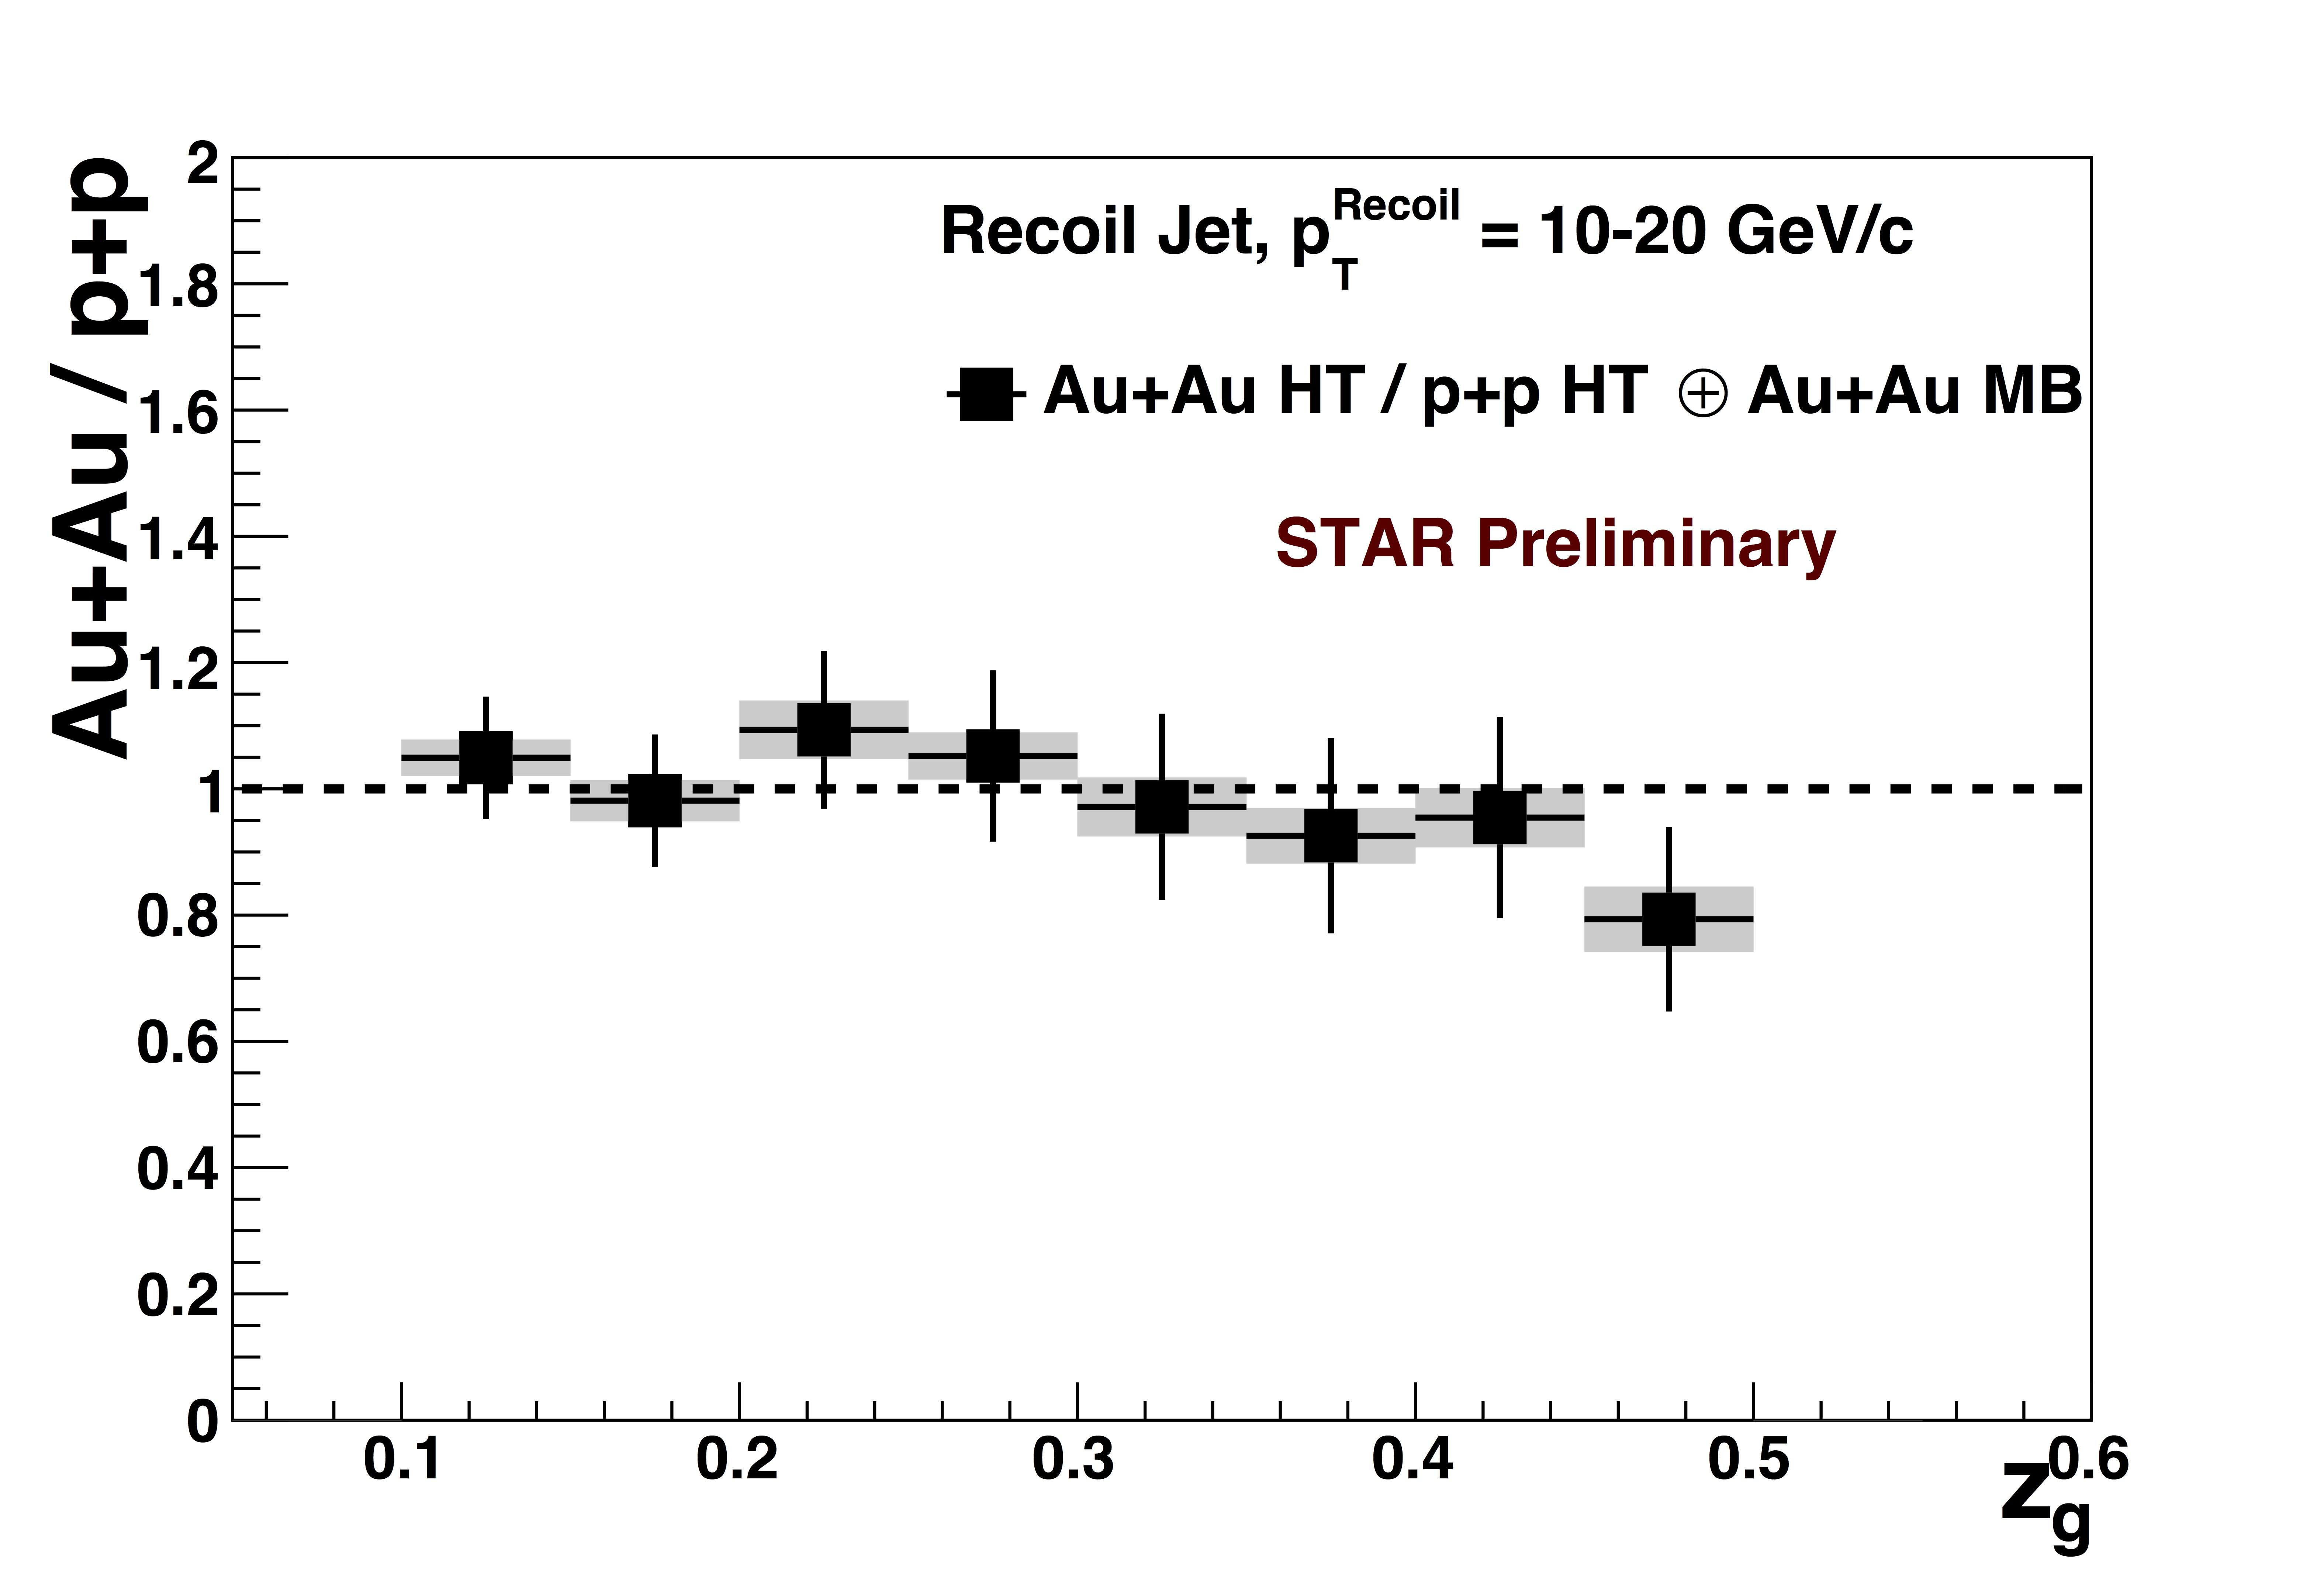 Au+Au / p+p
2
1.8
1.6
1.4
1.2
1
0.8
0.6
0.4
0.2
0
Recoil Jet, p_T^Recoil = 10-20 GeV/c
Au+Au HT / p+p HT ⊕ Au+Au MB
STAR Preliminary
0.1 0.2 0.3 0.4 0.5 0.6
z_g